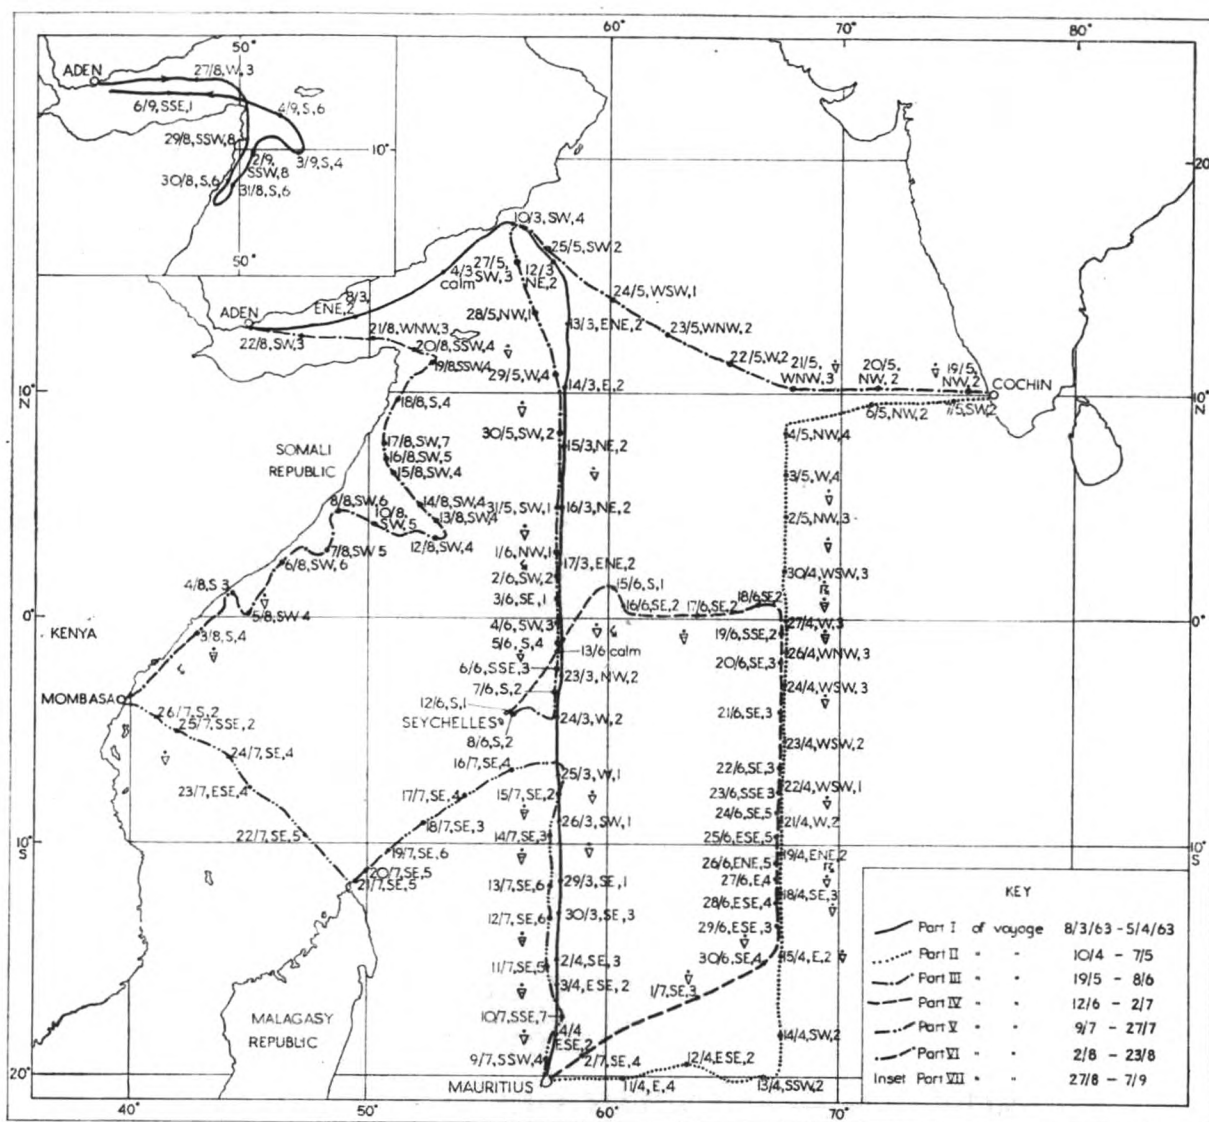 60°
70°
80°
50°
ADEN
27/8,W,3
6/9,SSE,1
4/9,S,6
29/8,SSW,8
10°
2/9,
SSW,8
3/9,S,4
30/8,S,6
31/8,S,6
50°
20°
10/3,SW,4
25/5,SW,2
27/5,
SW,3
12/3
NE,2
4/3
calm
24/5,WSW,1
8/3,
ENE,2
ADEN
28/5,NW,1
13/3,ENE,2
23/5,WNW,2
21/8,WNW,3
22/8,SW,3
20/8,SSW,4
19/8,SSW,4
22/5,W,2
21/5,
WNW,3
20/5,
NW,2
19/5,
NW,2
COCHIN
29/5,W,4
14/3,E,2
10°
N
10°
N
18/8,S,4
6/5,NW,2
7/5,SW,2
30/5,SW,2
15/3,NE,2
4/5,NW,4
17/8,SW,7
16/8,SW,5
15/8,SW,4
SOMALI
REPUBLIC
3/5,W,4
8/8,SW,6
10/8,
SW,5
14/8,SW,4
13/8,SW,4
31/5,SW,1
16/3,NE,2
2/5,NW,3
12/8,SW,4
7/8,SW,5
6/8,SW,6
1/6,NW,1
17/3,ENE,2
30/4,WSW,3
2/6,SW,2
15/6,S,1
4/8,S,3
3/6,SE,1
16/6,SE,2
17/6,SE,2
18/6,SE,2
0°
5/8,SW,4
4/6,SW,3
27/4,W,3
0°
KENYA
3/8,S,4
5/6,S,4
13/6 calm
19/6,SSE,2
26/4,WNW,3
6/6,SSE,3
23/3,NW,2
20/6,SE,3
7/6,S,2
24/4,WSW,3
MOMBASA
12/6,S,1
SEYCHELLES
24/3,W,2
21/6,SE,3
26/7,S,2
25/7,SSE,2
8/6,S,2
23/4,WSW,2
24/7,SE,4
16/7,SE,4
25/3,W,1
22/6,SE,3
23/7,ESE,4
17/7,SE,4
15/7,SE,2
23/6,SSE,3
22/4,WSW,1
18/7,SE,3
26/3,SW,1
24/6,SE,5
21/4,W,2
22/7,SE,5
14/7,SE,3
25/6,ESE,5
10°
S
19/7,SE,6
19/4,ENE,2
10°
S
20/7,SE,5
21/7,SE,5
26/6,ENE,5
13/7,SE,6
29/3,SE,1
27/6,E,4
18/4,SE,3
12/7,SE,6
30/3,SE,3
28/6,ESE,4
29/6,ESE,3
11/7,SE,5
2/4,SE,3
30/6,SE,4
15/4,E,2
3/4,ESE,2
1/7,SE,3
10/7,SSE,7
MALAGASY
REPUBLIC
4/4
ESE,2
14/4,SW,2
9/7,SSW,4
2/7,SE,4
12/4,ESE,2
20°
MAURITIUS
11/4,E,4
13/4,SSW,2
20°
40°
50°
60°
70°
KEY
Part I of voyage 8/3/63 – 5/4/63
Part II " " 10/4 – 7/5
Part III " " 19/5 – 8/6
Part IV " " 12/6 – 2/7
Part V " " 9/7 – 27/7
Part VI " " 2/8 – 23/8
Inset Part VII " " 27/8 – 7/9